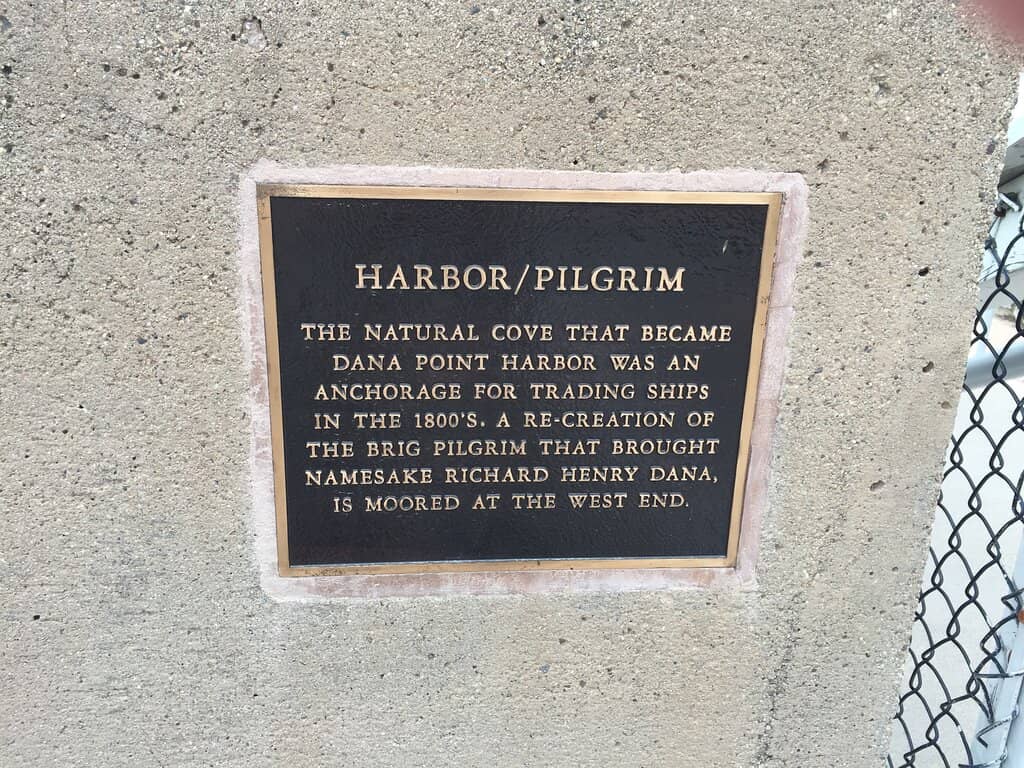 HARBOR/PILGRIM
THE NATURAL COVE THAT BECAME
DANA POINT HARBOR WAS AN
ANCHORAGE FOR TRADING SHIPS
IN THE 1800'S. A RE-CREATION OF
THE BRIG PILGRIM THAT BROUGHT
NAMESAKE RICHARD HENRY DANA,
IS MOORED AT THE WEST END.